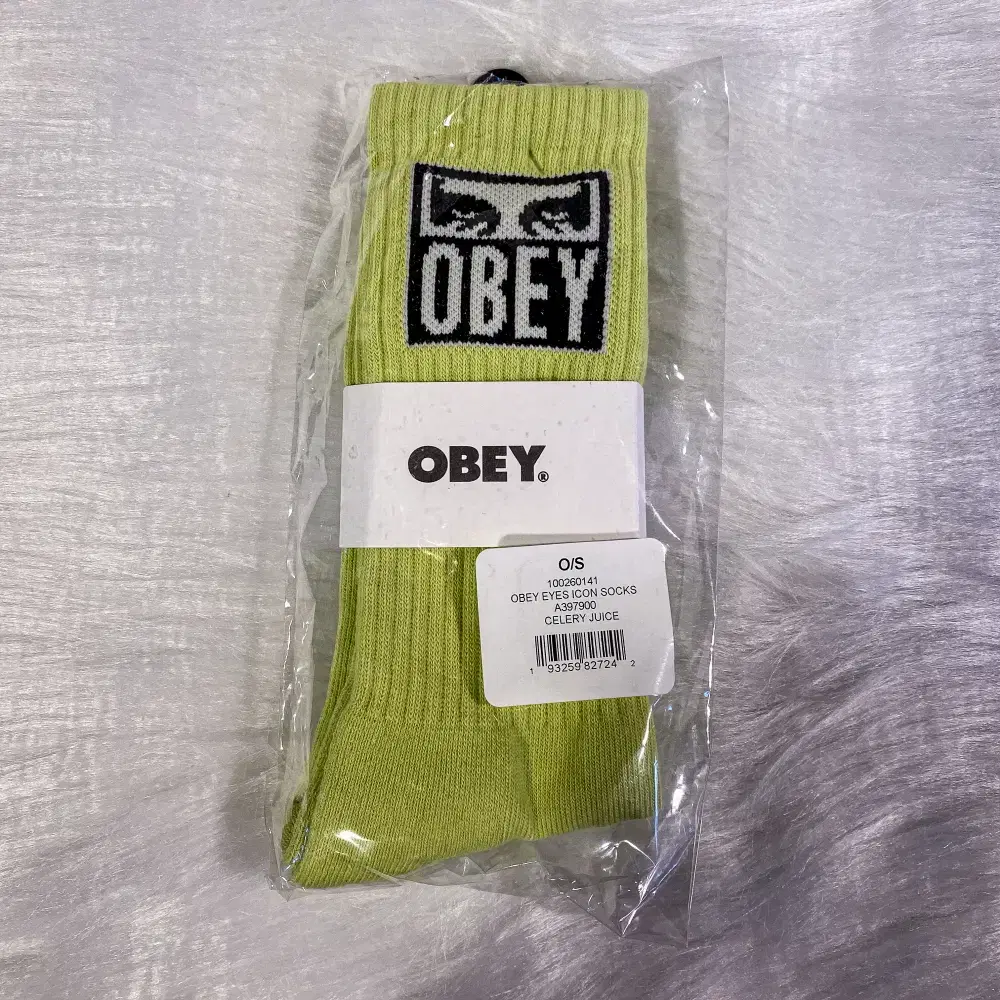 OBEY
OBEY®
O/S
100260141
OBEY EYES ICON SOCKS
A397900
CELERY JUICE
1 93259 82724 2